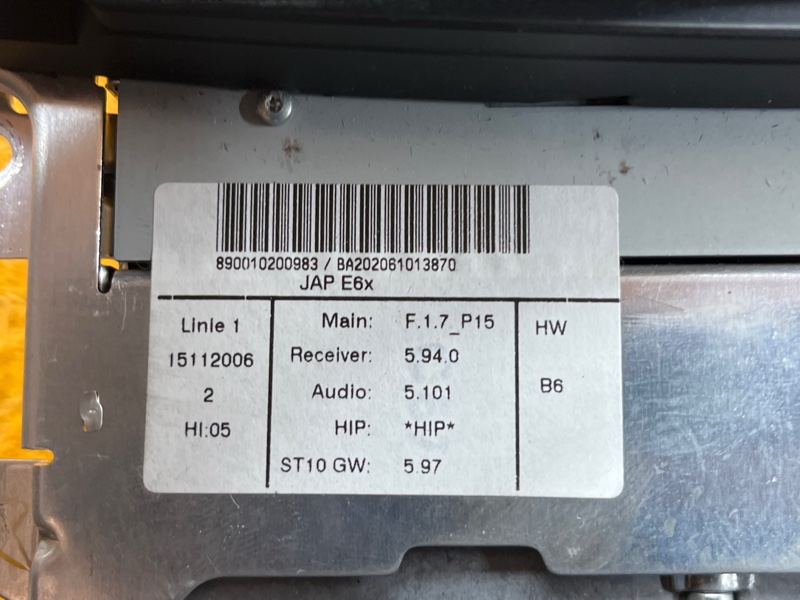 890010200983 / BA202061013870
JAP E6x
Linie 1
15112006
2
HI:05
Main: F.1.7_P15
Receiver: 5.94.0
Audio: 5.101
HIP: *HIP*
ST10 GW: 5.97
HW
B6